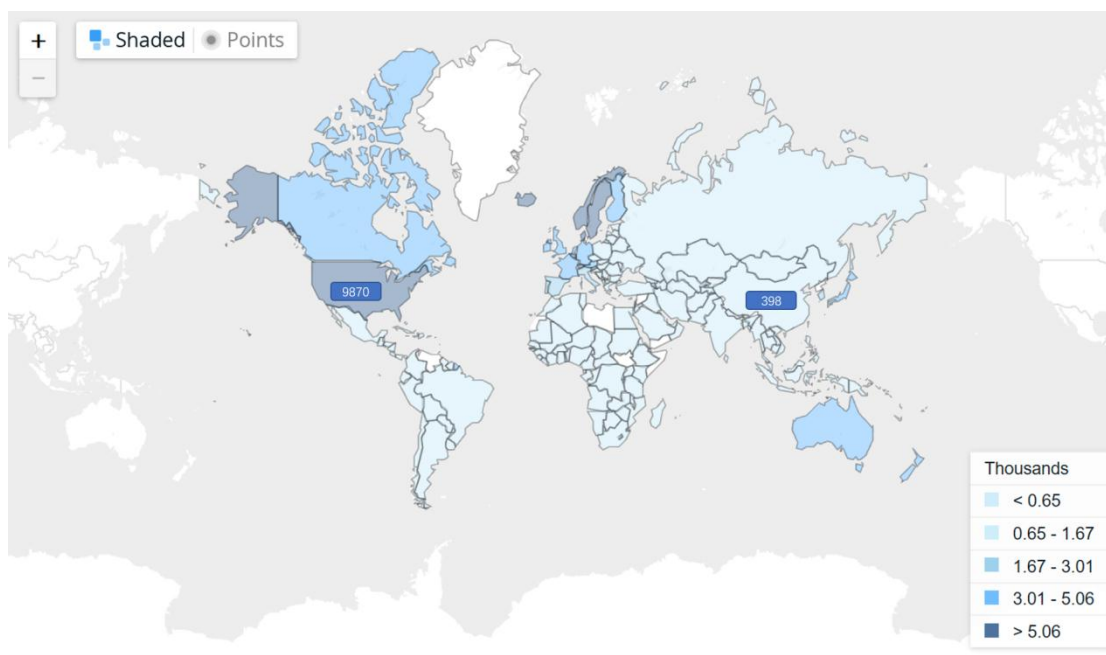 +
Shaded
Points
−
9870
398
Thousands
< 0.65
0.65 - 1.67
1.67 - 3.01
3.01 - 5.06
> 5.06